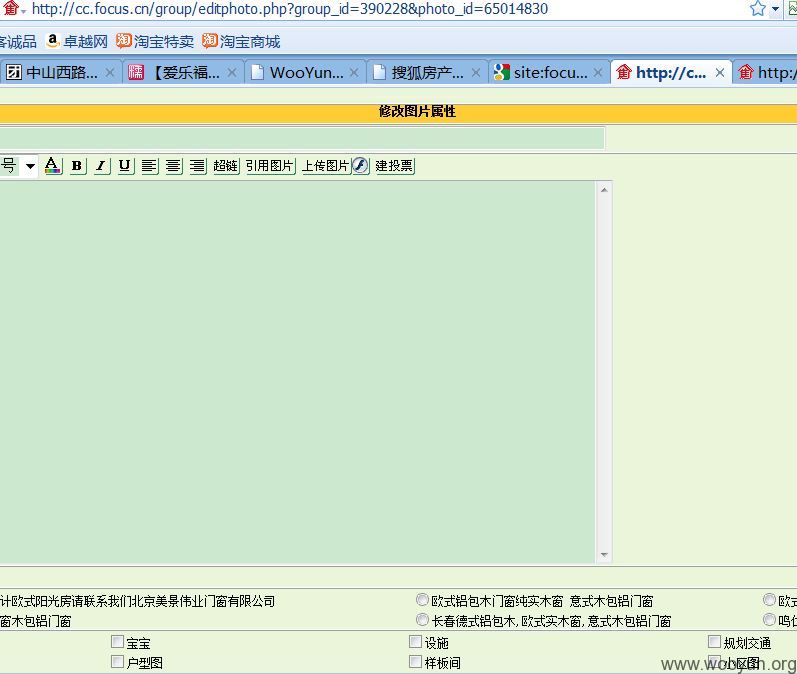 http://cc.focus.cn/group/editphoto.php?group_id=390228&photo_id=65014830
客诚品 卓越网 淘宝特卖 淘宝商城
中山西路... 【爱乐福... WooYun... 搜狐房产... site:focu... http://c... http:/
修改图片属性
号 A B I U 超链 引用图片 上传图片 建投票
计欧式阳光房请联系我们北京美景伟业门窗有限公司 欧式铝包木门窗纯实木窗 意式木包铝门窗 欧式
窗木包铝门窗 长春德式铝包木, 欧式实木窗, 意式木包铝门窗
宝宝 设施 规划交通
户型图 样板间 小区图
www.wooyun.org